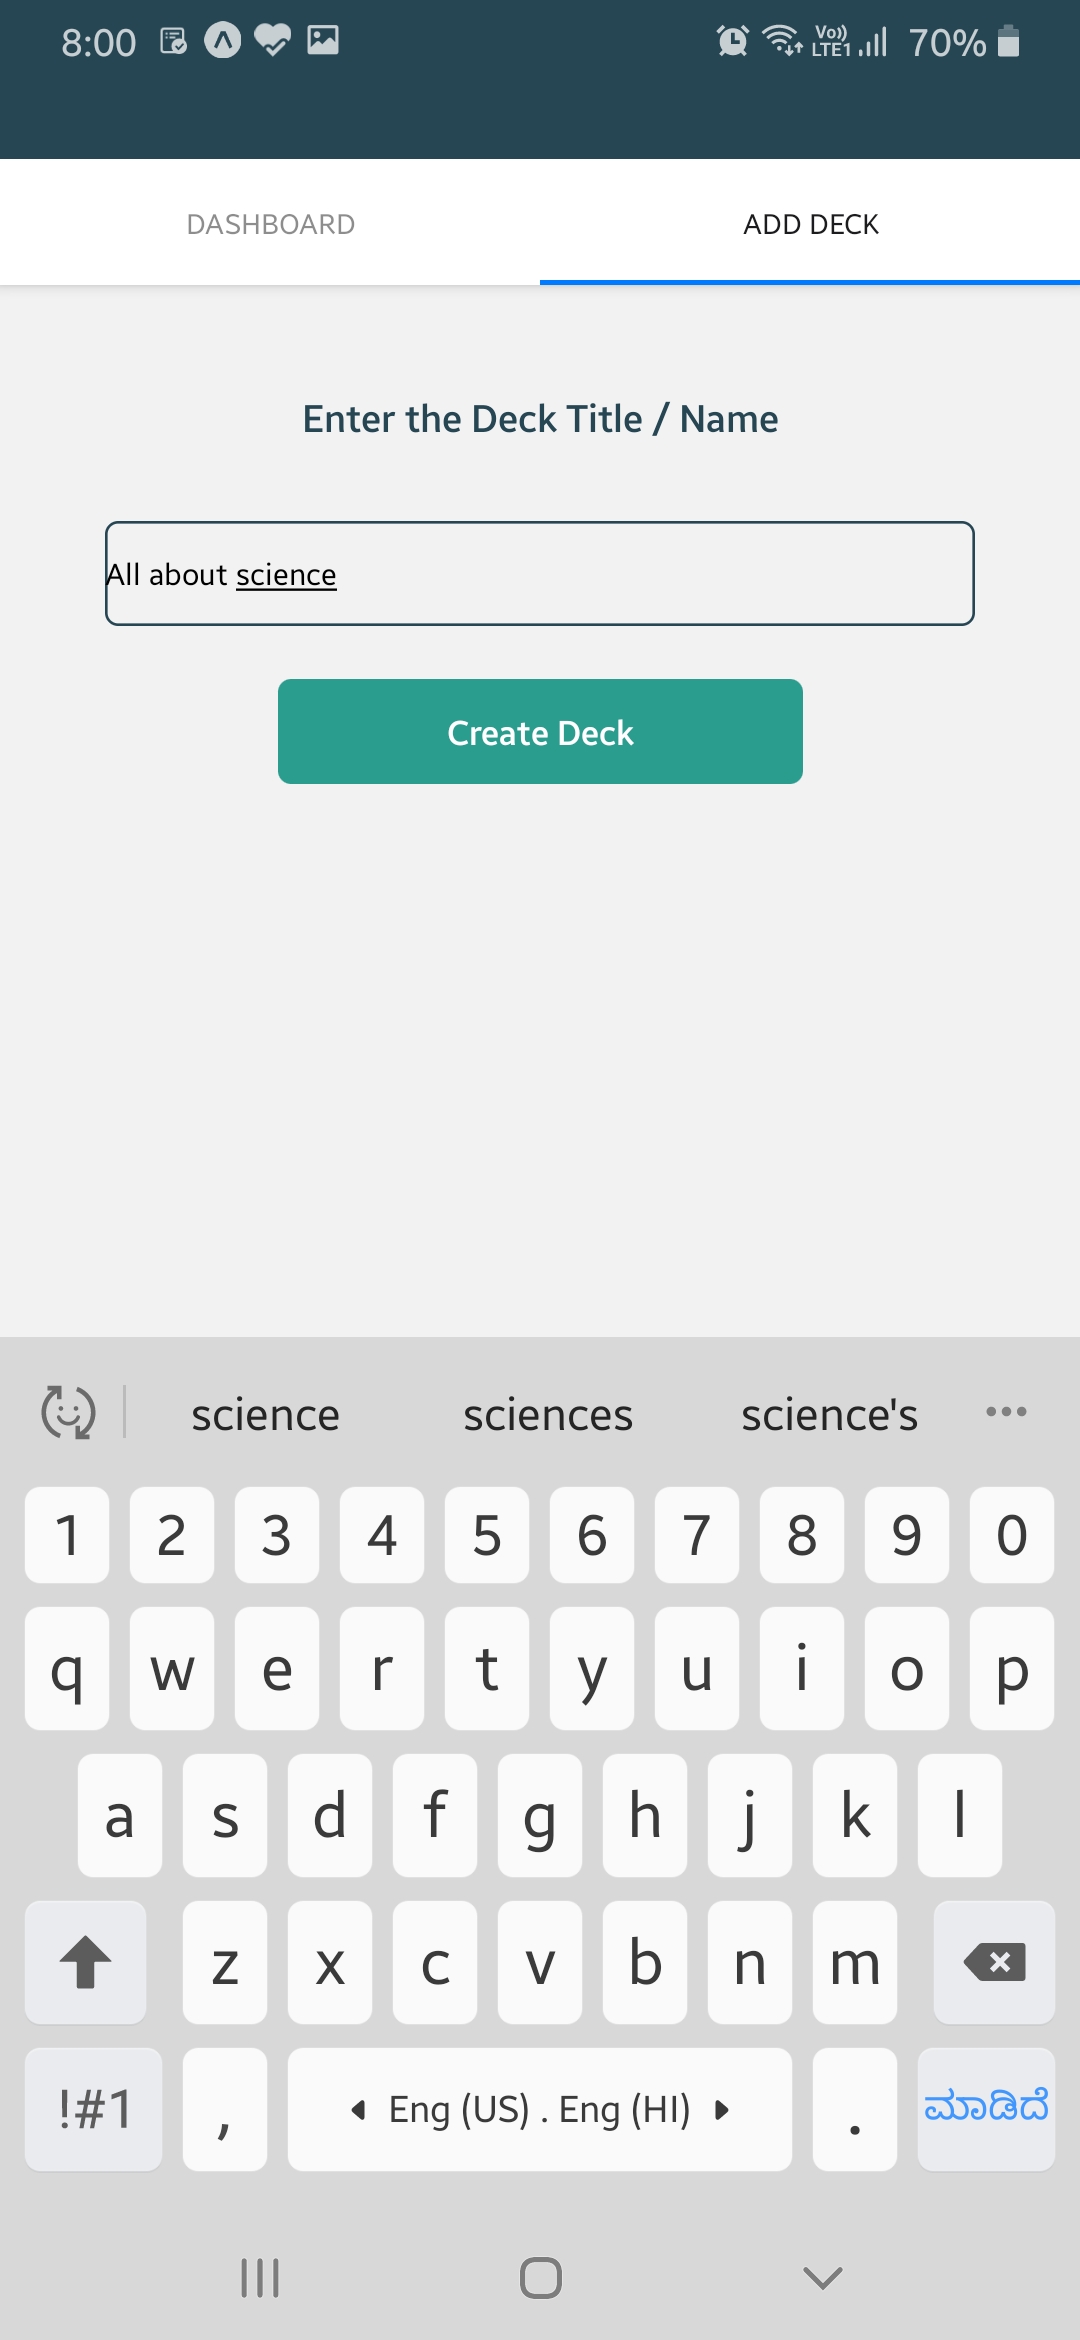 8:00 Vo)) LTE1 70%
DASHBOARD ADD DECK
Enter the Deck Title / Name
All about science
Create Deck
science sciences science's
1 2 3 4 5 6 7 8 9 0
q w e r t y u i o p
a s d f g h j k l
z x c v b n m
!#1 , Eng (US) . Eng (HI) . ಮಾಡಿದೆ